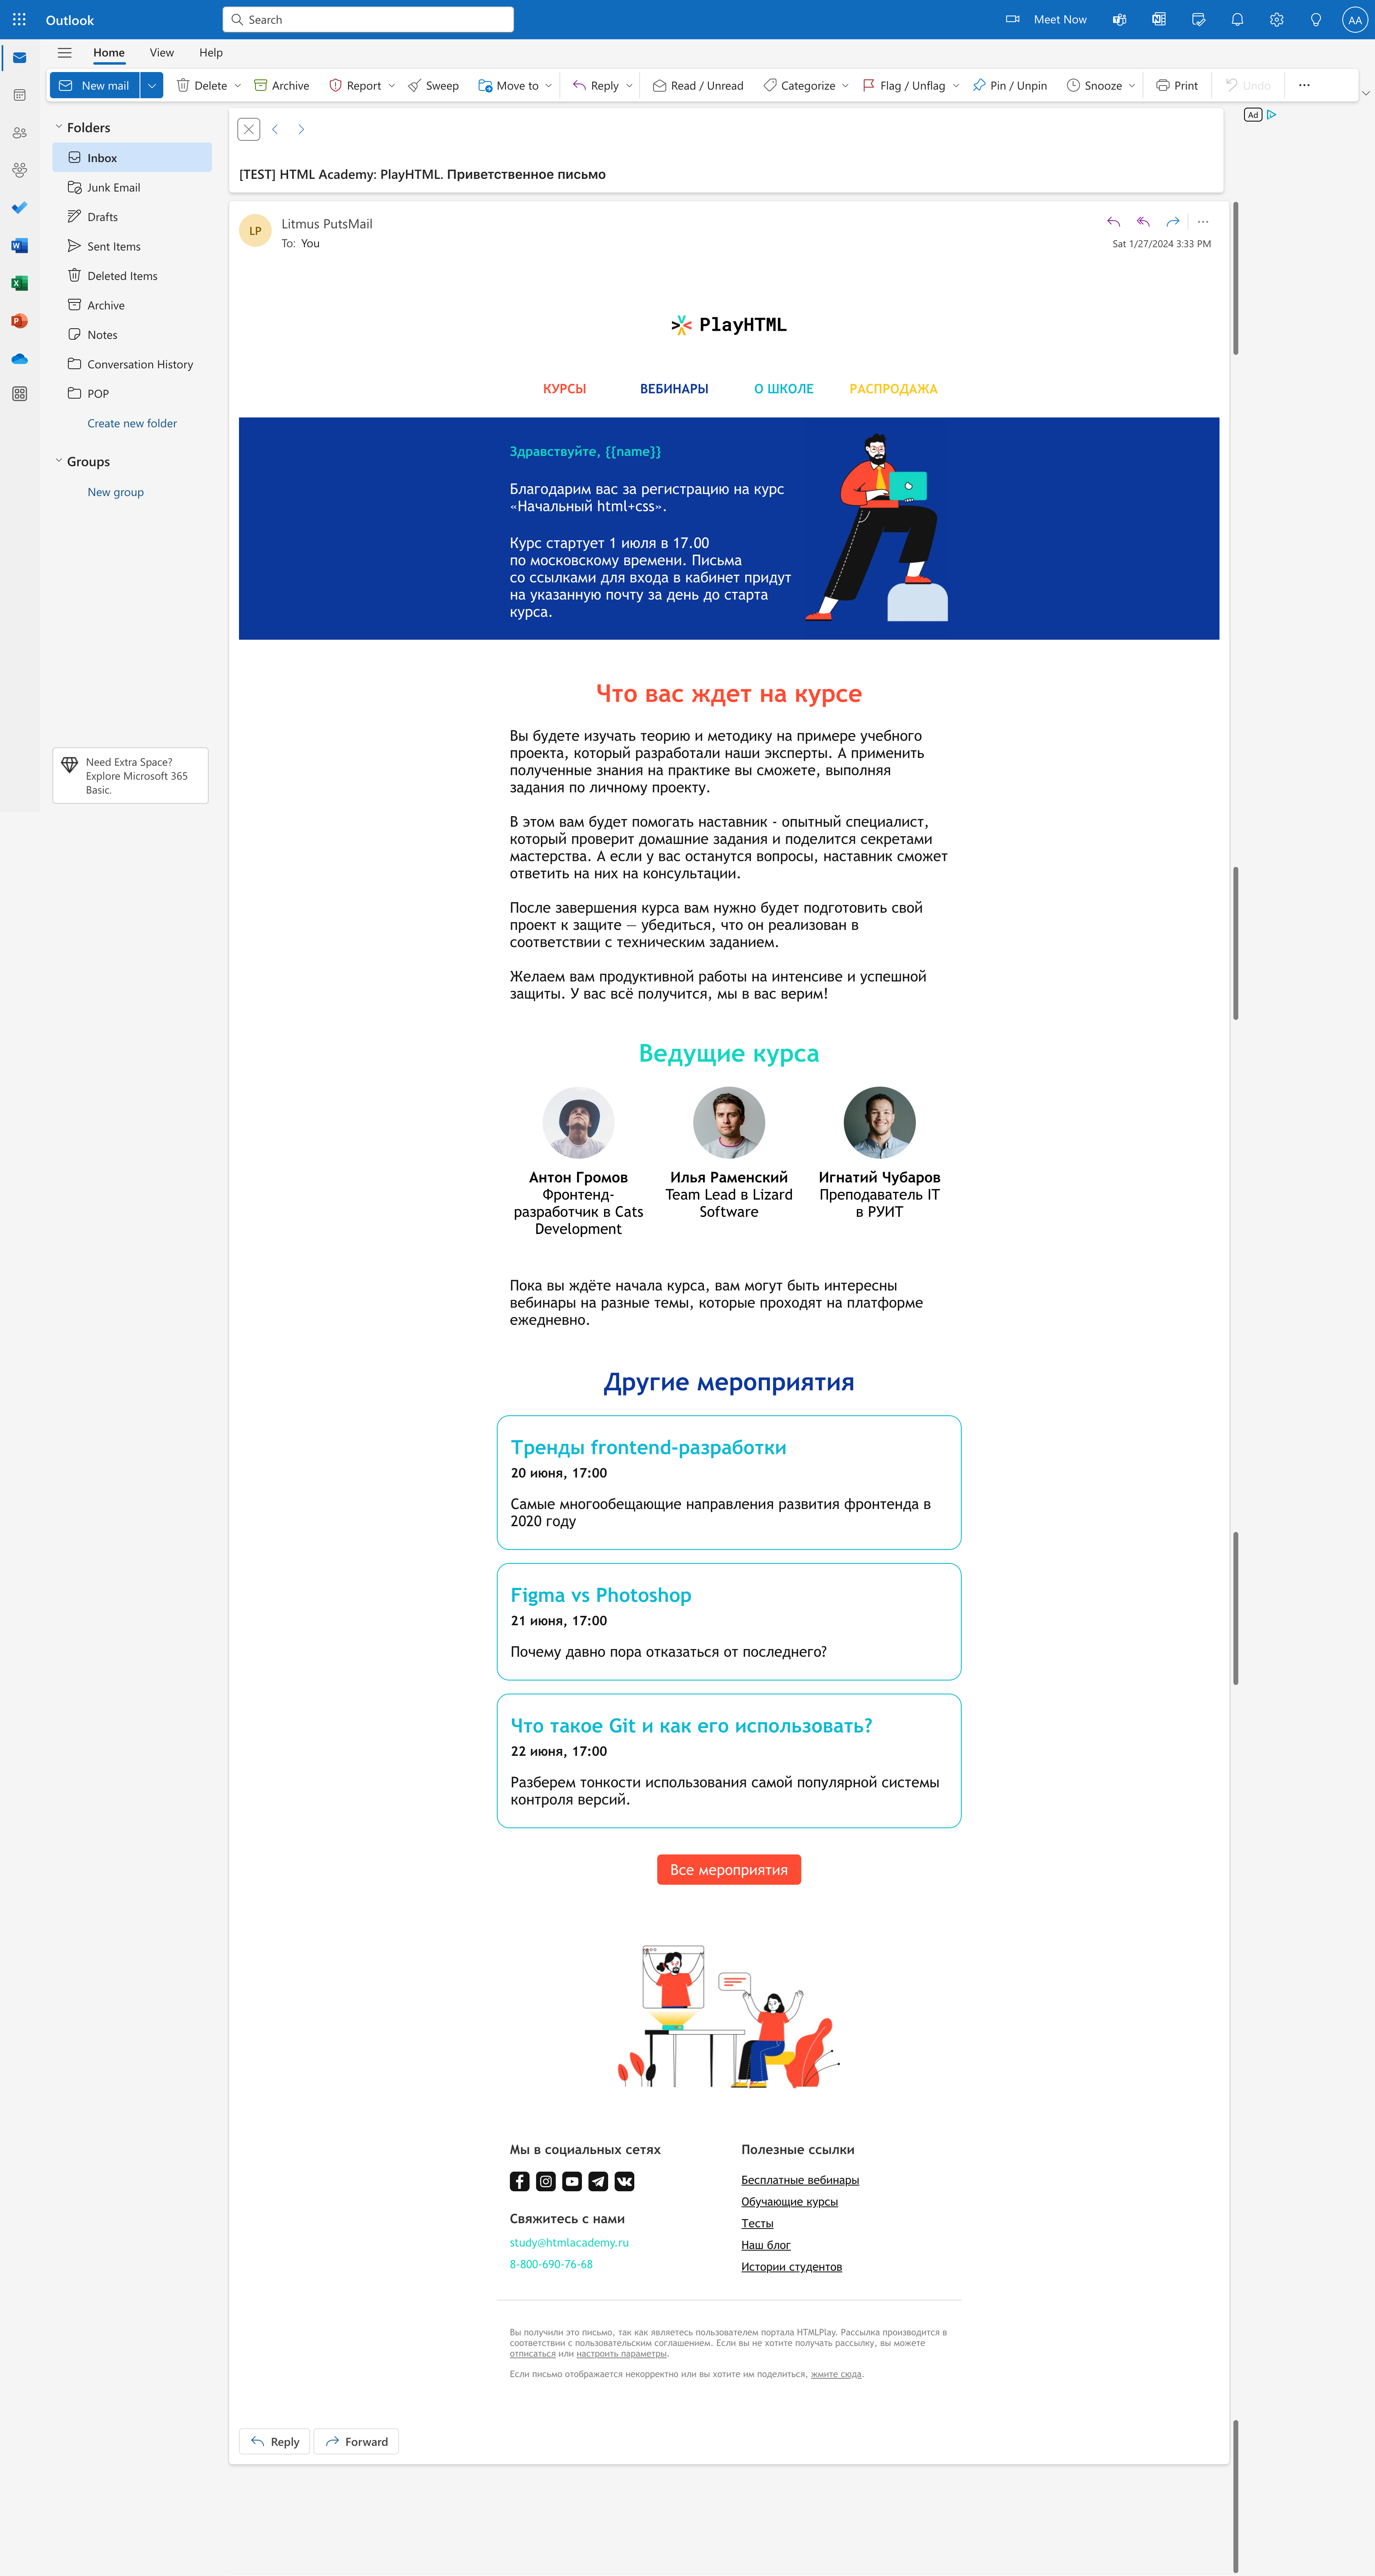 Outlook
Search
Meet Now
AA
Home View Help
New mail Delete Archive Report Sweep Move to Reply Read / Unread Categorize Flag / Unflag Pin / Unpin Snooze Print Undo
Folders
Inbox
Junk Email
Drafts
Sent Items
Deleted Items
Archive
Notes
Conversation History
POP
Create new folder
Groups
New group
Need Extra Space?
Explore Microsoft 365
Basic.
Ad
[TEST] HTML Academy: PlayHTML. Приветственное письмо
LP
Litmus PutsMail
To: You
Sat 1/27/2024 3:33 PM
PlayHTML
КУРСЫ ВЕБИНАРЫ О ШКОЛЕ РАСПРОДАЖА
Здравствуйте, {{name}}
Благодарим вас за регистрацию на курс
«Начальный html+css».
Курс стартует 1 июля в 17.00
по московскому времени. Письма
со ссылками для входа в кабинет придут
на указанную почту за день до старта
курса.
Что вас ждет на курсе
Вы будете изучать теорию и методику на примере учебного
проекта, который разработали наши эксперты. А применить
полученные знания на практике вы сможете, выполняя
задания по личному проекту.
В этом вам будет помогать наставник - опытный специалист,
который проверит домашние задания и поделится секретами
мастерства. А если у вас останутся вопросы, наставник сможет
ответить на них на консультации.
После завершения курса вам нужно будет подготовить свой
проект к защите — убедиться, что он реализован в
соответствии с техническим заданием.
Желаем вам продуктивной работы на интенсиве и успешной
защиты. У вас всё получится, мы в вас верим!
Ведущие курса
Антон Громов
Фронтенд-
разработчик в Cats
Development
Илья Раменский
Team Lead в Lizard
Software
Игнатий Чубаров
Преподаватель IT
в РУИТ
Пока вы ждёте начала курса, вам могут быть интересны
вебинары на разные темы, которые проходят на платформе
ежедневно.
Другие мероприятия
Тренды frontend-разработки
20 июня, 17:00
Самые многообещающие направления развития фронтенда в
2020 году
Figma vs Photoshop
21 июня, 17:00
Почему давно пора отказаться от последнего?
Что такое Git и как его использовать?
22 июня, 17:00
Разберем тонкости использования самой популярной системы
контроля версий.
Все мероприятия
Мы в социальных сетях
Свяжитесь с нами
study@htmlacademy.ru
8-800-690-76-68
Полезные ссылки
Бесплатные вебинары
Обучающие курсы
Тесты
Наш блог
Истории студентов
Вы получили это письмо, так как являетесь пользователем портала HTMLPlay. Рассылка производится в
соответствии с пользовательским соглашением. Если вы не хотите получать рассылку, вы можете
отписаться или настроить параметры.
Если письмо отображается некорректно или вы хотите им поделиться, жмите сюда.
Reply Forward